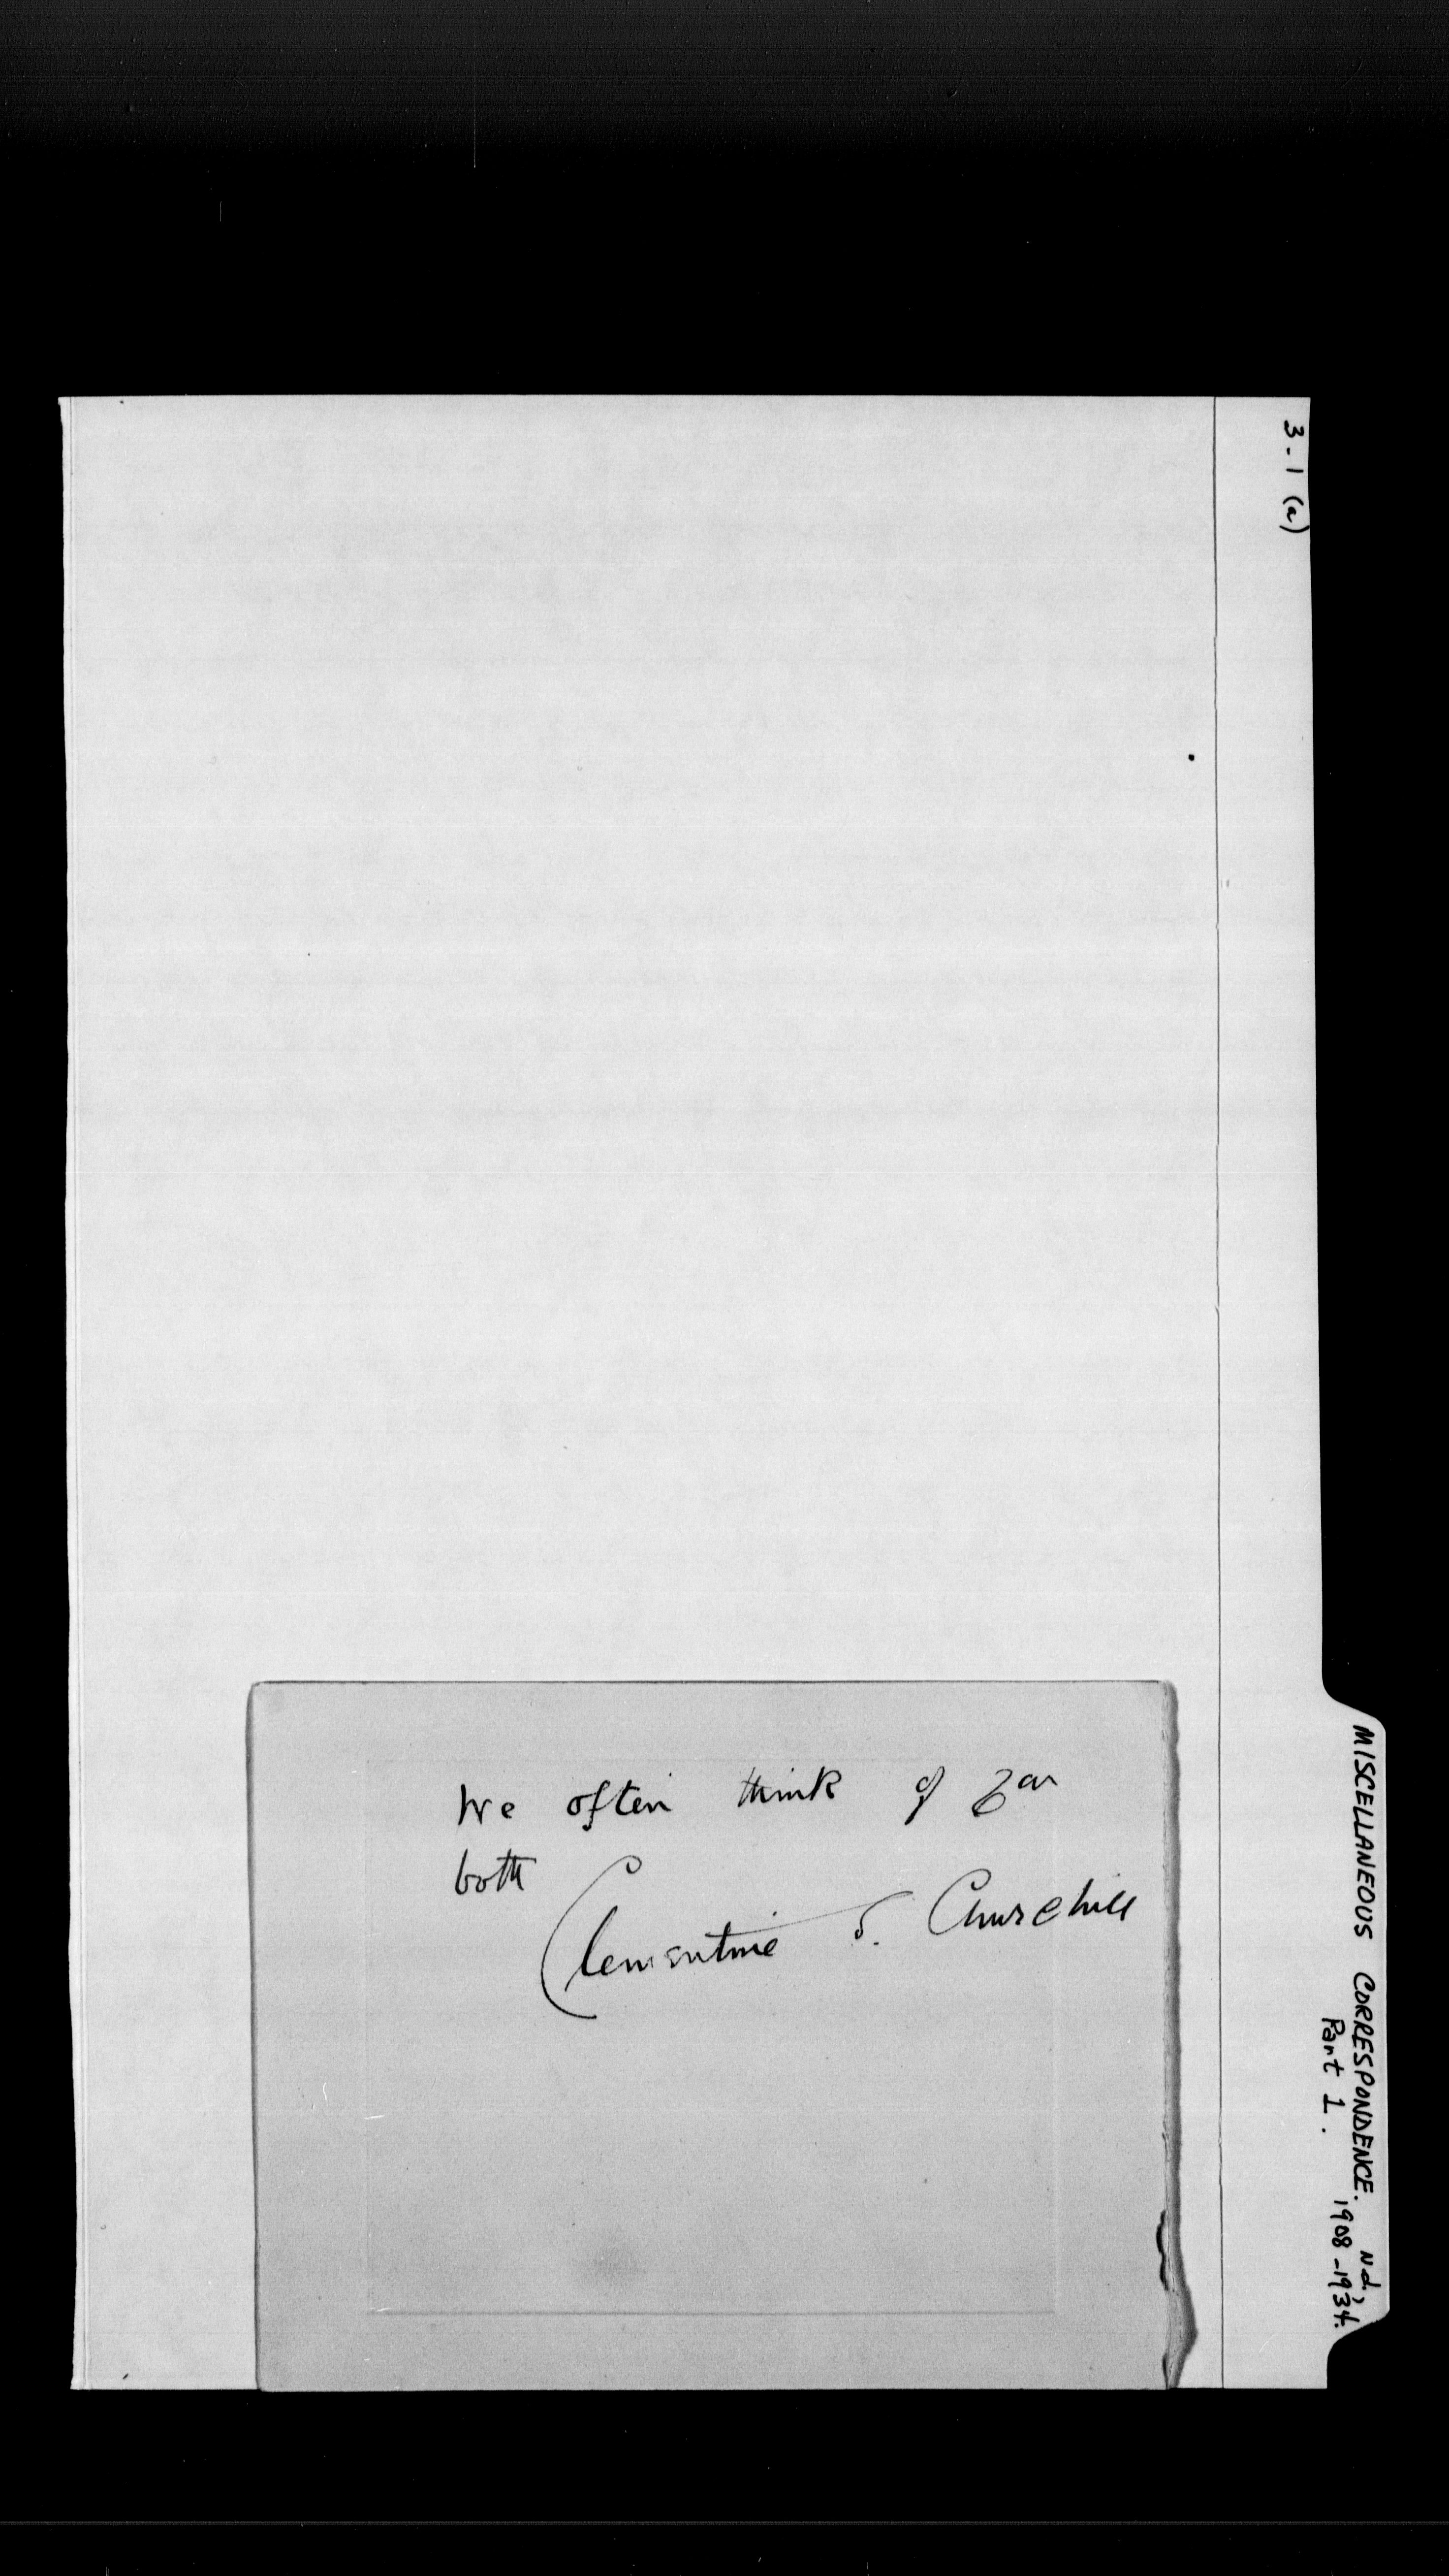 3-1 (a)
MISCELLANEOUS CORRESPONDENCE. N.d.,
Part 1. 1908-1934.
We often think of you
both
Clementine S. Churchill